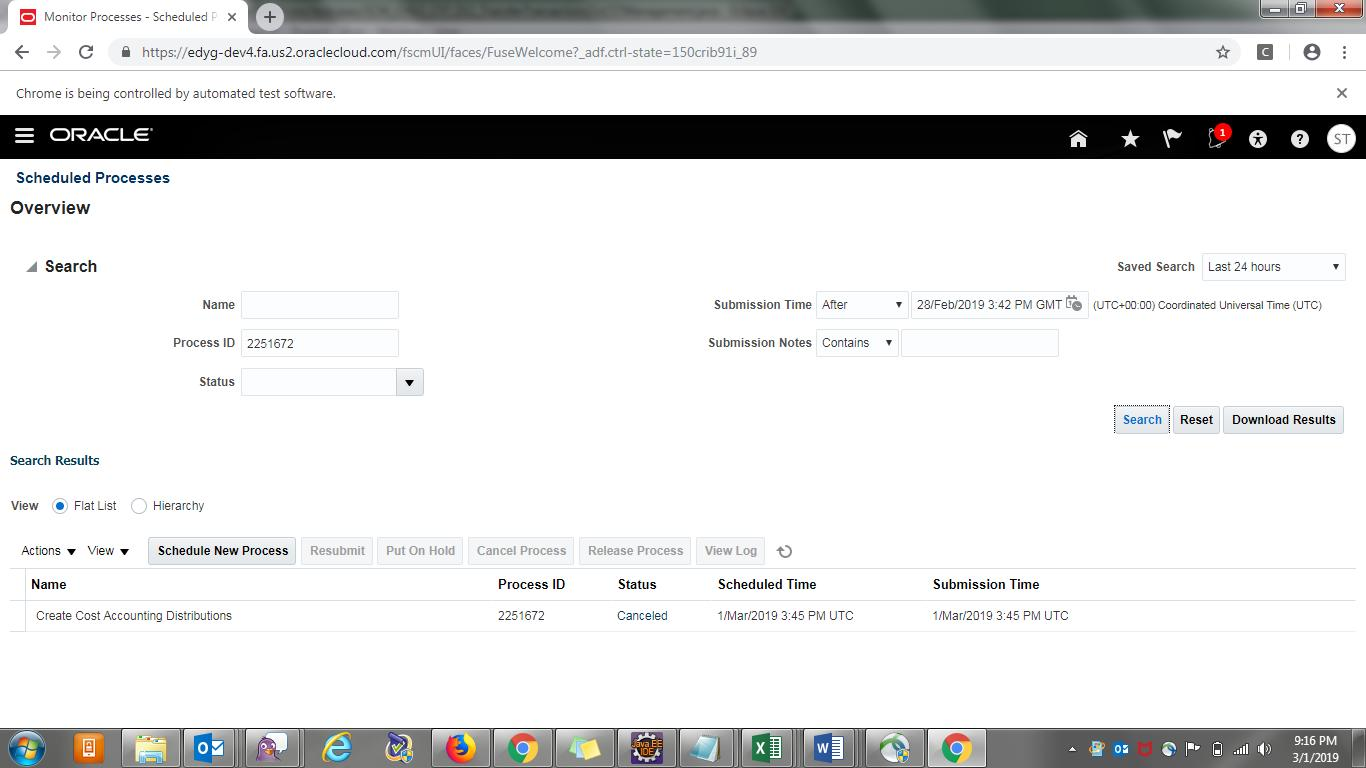 Monitor Processes - Scheduled P
https://edyg-dev4.fa.us2.oraclecloud.com/fscmUI/faces/FuseWelcome?_adf.ctrl-state=150crib91i_89
C
Chrome is being controlled by automated test software.
ORACLE
1
ST
Scheduled Processes
Overview
Search
Saved Search Last 24 hours
Name
Submission Time After 28/Feb/2019 3:42 PM GMT (UTC+00:00) Coordinated Universal Time (UTC)
Process ID 2251672
Submission Notes Contains
Status
Search Reset Download Results
Search Results
View Flat List Hierarchy
Actions View Schedule New Process Resubmit Put On Hold Cancel Process Release Process View Log
Name Process ID Status Scheduled Time Submission Time
Create Cost Accounting Distributions 2251672 Canceled 1/Mar/2019 3:45 PM UTC 1/Mar/2019 3:45 PM UTC
Java EE
IDE
9:16 PM
3/1/2019